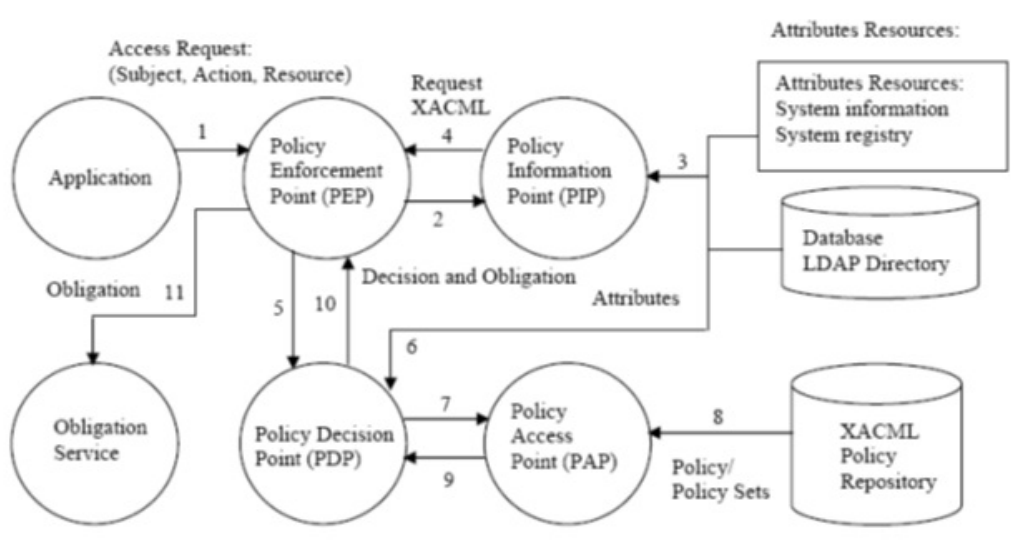 Attributes Resources:
Access Request:
(Subject, Action, Resource)
Request
XACML
Attributes Resources:
System information
System registry
1
4
Application
Policy
Enforcement
Point (PEP)
Policy
Information
Point (PIP)
3
2
Database
LDAP Directory
Obligation 11
Decision and Obligation
Attributes
5
10
6
7
8
Obligation
Service
Policy Decision
Point (PDP)
Policy
Access
Point (PAP)
XACML
Policy
Repository
9
Policy/
Policy Sets